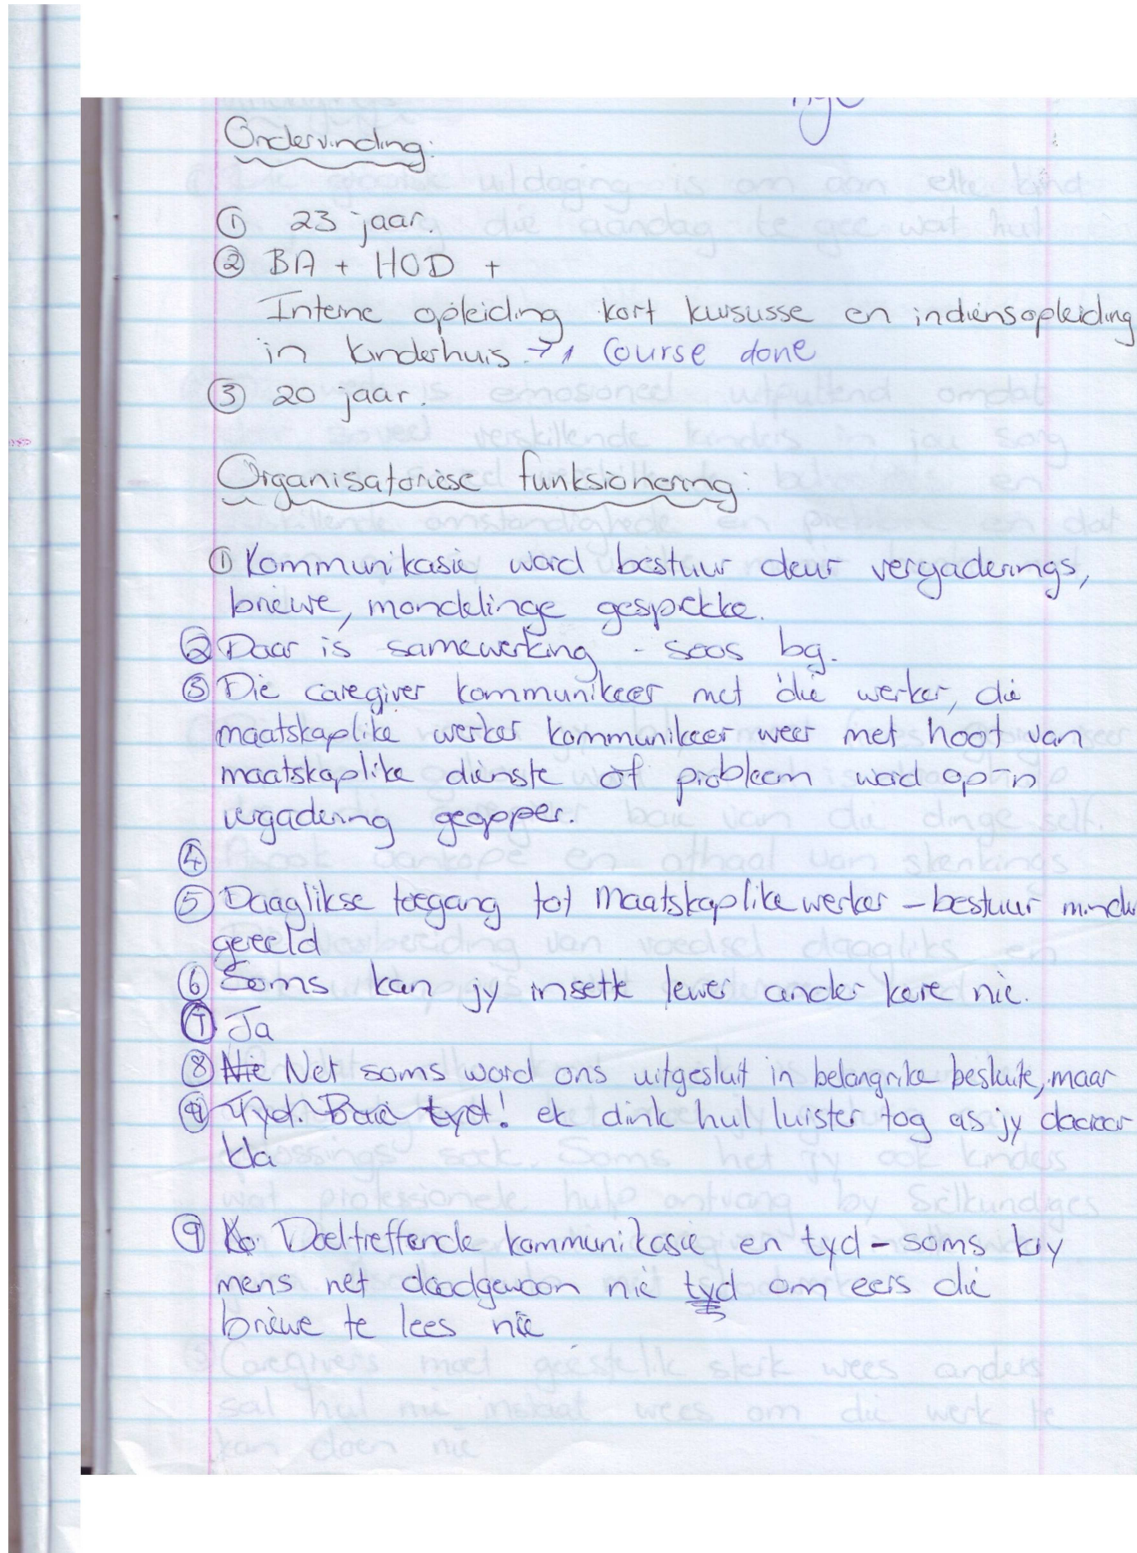 Ondervinding:
① 23 jaar.
② BA + HOD +
Interne opleiding kort kursusse en indiensopleiding
in kinderhuis → 1 Course done
③ 20 jaar.
Organisatoriese funksionering:
① Kommunikasie word bestuur deur vergaderings,
briewe, mondelinge gesprekke.
② Daar is samewerking - soos bg.
③ Die caregiver kommunikeer met die werker, die
maatskaplike werker kommunikeer weer met hoof van
maatskaplike dienste of probleem word op 'n
vergadering geopper.
④
⑤ Daaglikse toegang tot maatskaplike werker – bestuur minder
gereeld
⑥ Soms kan jy insette lewer ander kere nie.
⑦ Ja
⑧ Nie Net soms word ons uitgesluit in belangrike besluite, maar
⑨ Tyd. Baie tyd! ek dink hul luister tog as jy daaroor
kla
⑨ Ko Doeltreffende kommunikasie en tyd – soms kry
mens net doodgewoon nie tyd om eers die
briewe te lees nie